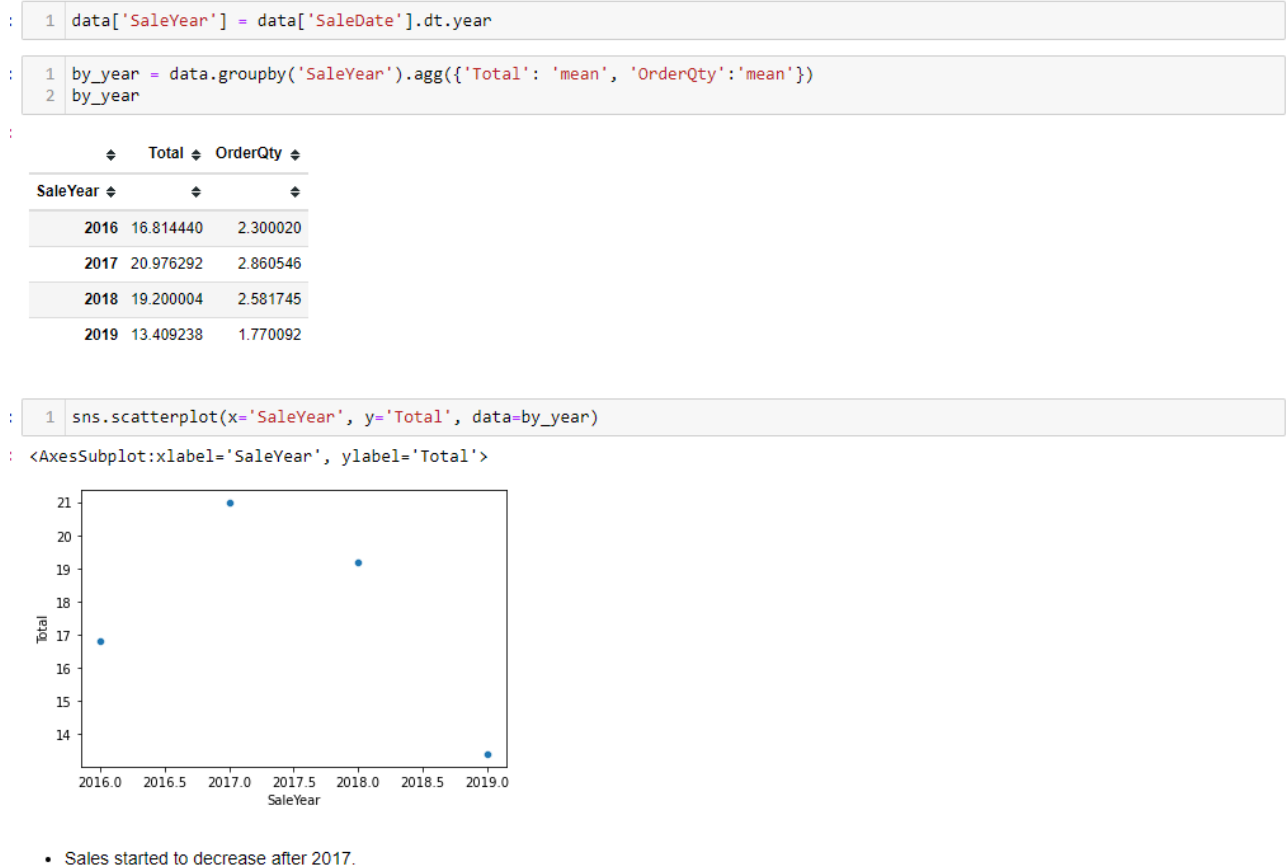 1 data['SaleYear'] = data['SaleDate'].dt.year
1 by_year = data.groupby('SaleYear').agg({'Total': 'mean', 'OrderQty':'mean'})
2 by_year
Total OrderQty
SaleYear
2016 16.814440 2.300020
2017 20.976292 2.860546
2018 19.200004 2.581745
2019 13.409238 1.770092
1 sns.scatterplot(x='SaleYear', y='Total', data=by_year)
<AxesSubplot:xlabel='SaleYear', ylabel='Total'>
21
20
19
18
17
16
15
14
Total
2016.0 2016.5 2017.0 2017.5 2018.0 2018.5 2019.0
SaleYear
• Sales started to decrease after 2017.